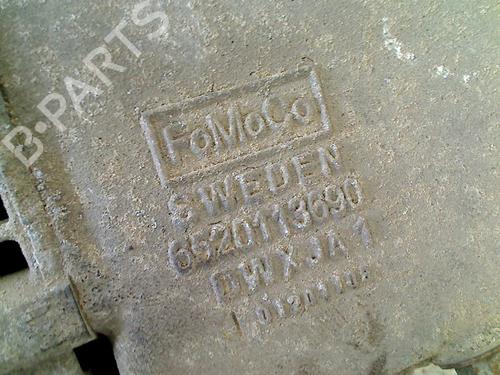 B-PARTS
FoMoCo
SWEDEN
6520113690
DWXJA1